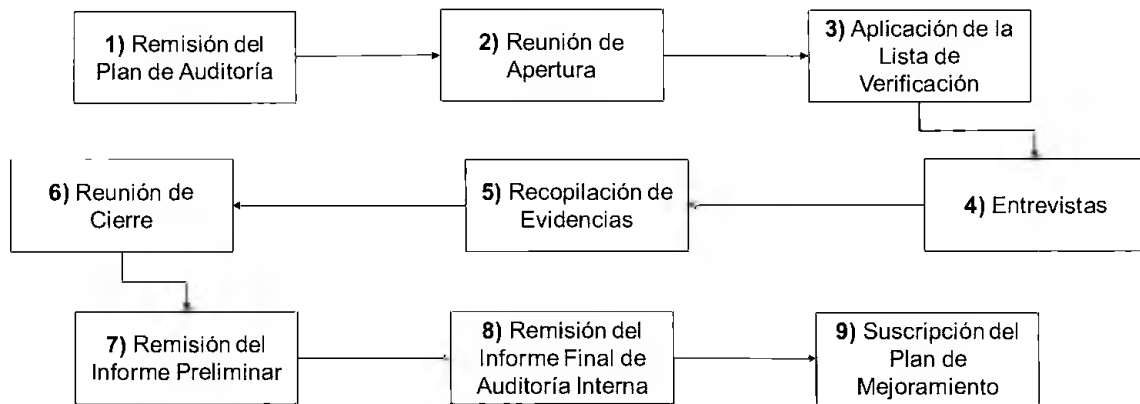 1) Remisión del
Plan de Auditoría
2) Reunión de
Apertura
3) Aplicación de la
Lista de
Verificación
4) Entrevistas
5) Recopilación de
Evidencias
6) Reunión de
Cierre
7) Remisión del
Informe Preliminar
8) Remisión del
Informe Final de
Auditoría Interna
9) Suscripción del
Plan de
Mejoramiento